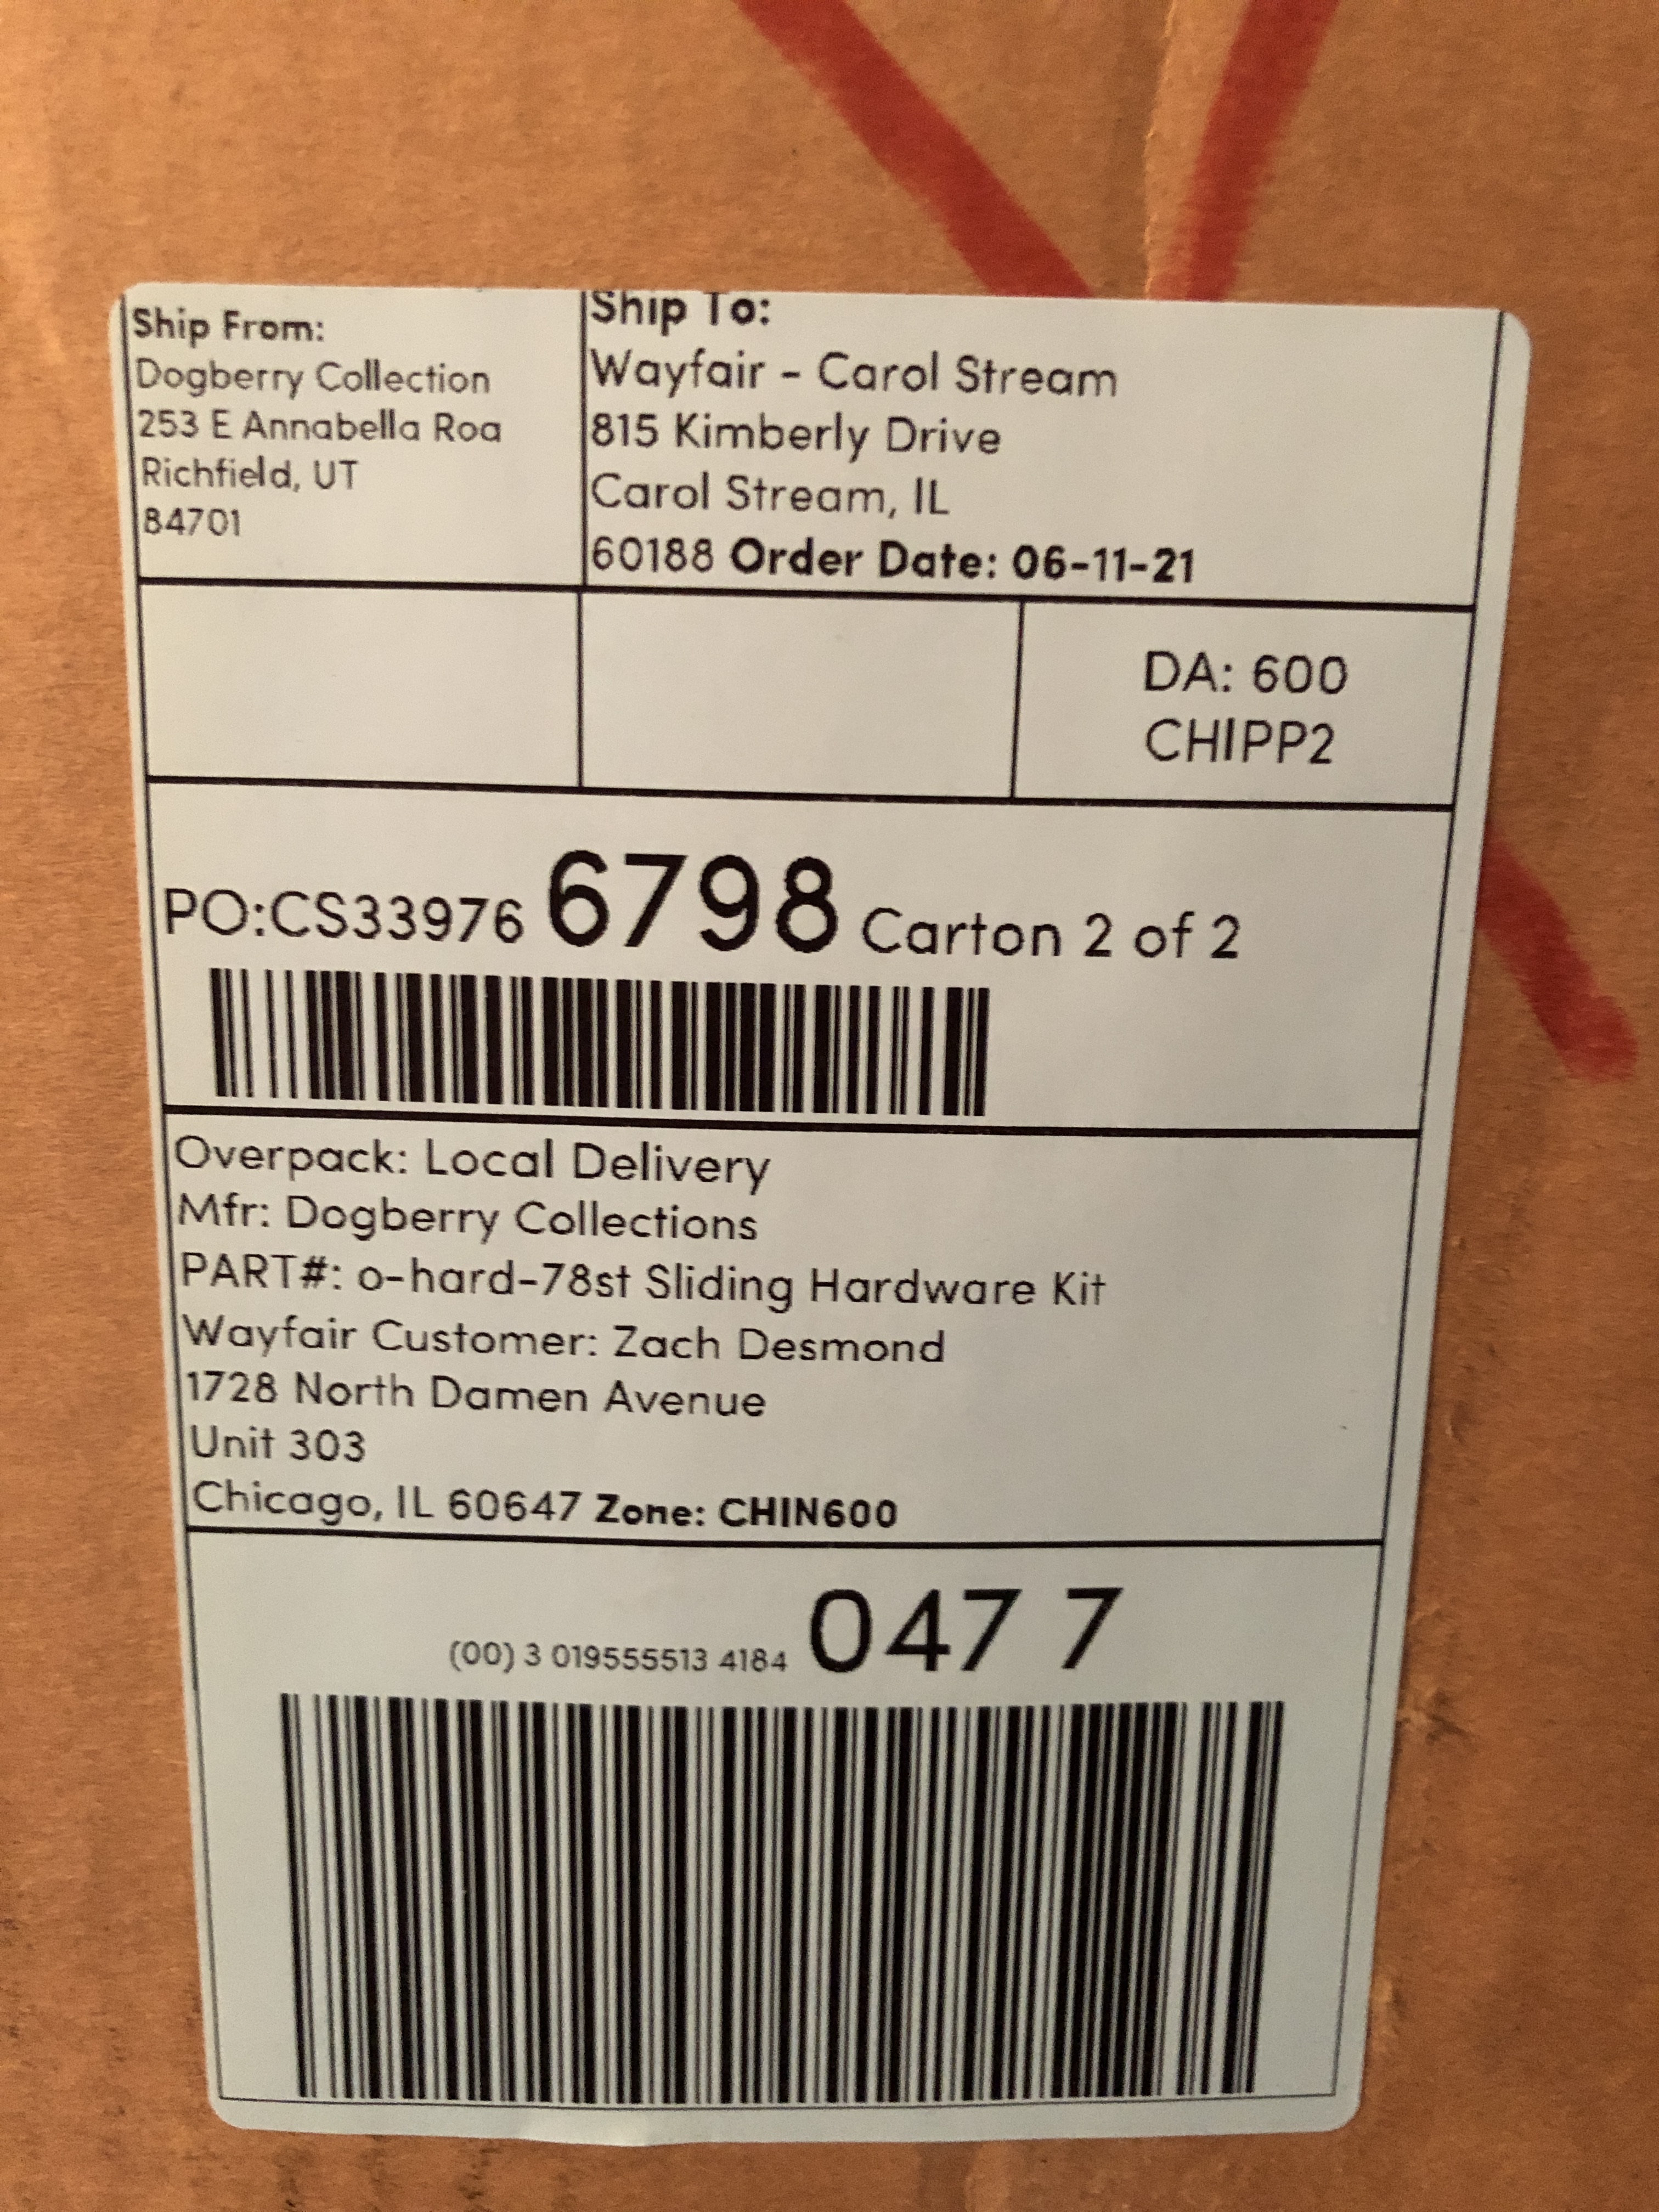 Ship From:
Dogberry Collection
253 E Annabella Roa
Richfield, UT
84701
Ship To:
Wayfair - Carol Stream
815 Kimberly Drive
Carol Stream, IL
60188 Order Date: 06-11-21
DA: 600
CHIPP2
PO:CS33976 6798 Carton 2 of 2
Overpack: Local Delivery
Mfr: Dogberry Collections
PART#: o-hard-78st Sliding Hardware Kit
Wayfair Customer: Zach Desmond
1728 North Damen Avenue
Unit 303
Chicago, IL 60647 Zone: CHIN600
(00) 3 019555513 4184 047 7